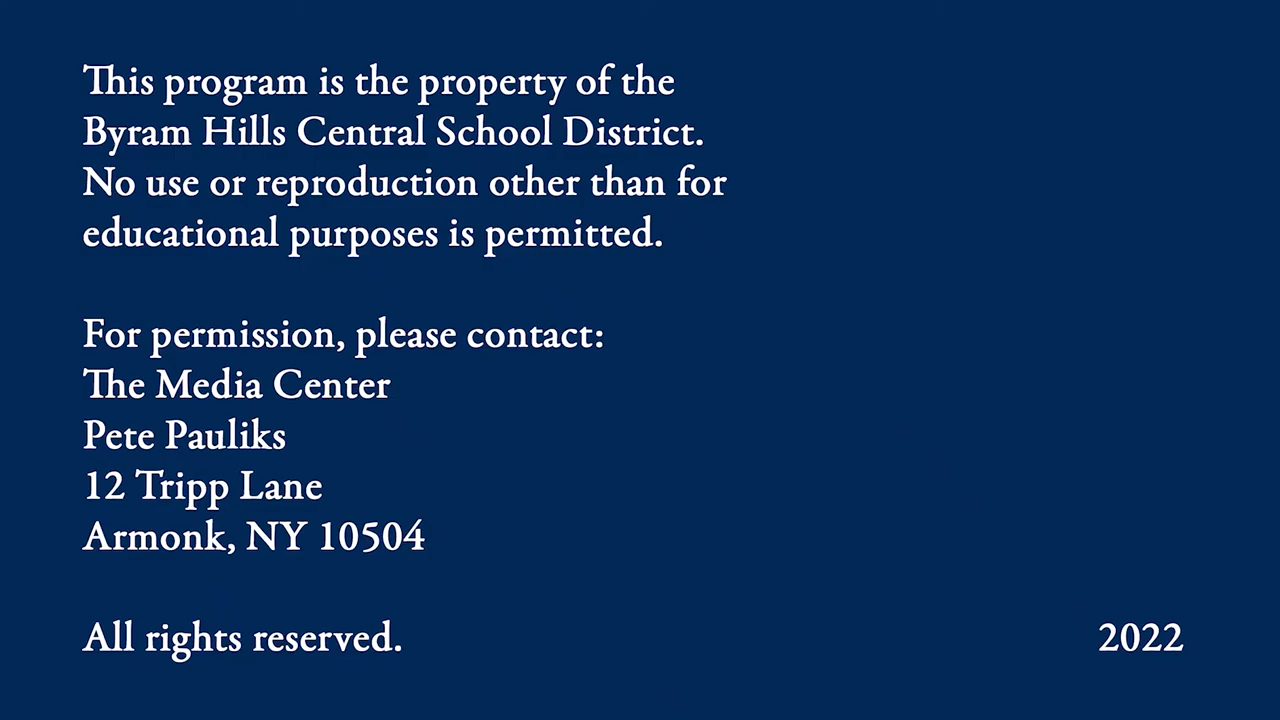 This program is the property of the
Byram Hills Central School District.
No use or reproduction other than for
educational purposes is permitted.
For permission, please contact:
The Media Center
Pete Pauliks
12 Tripp Lane
Armonk, NY 10504
All rights reserved.
2022